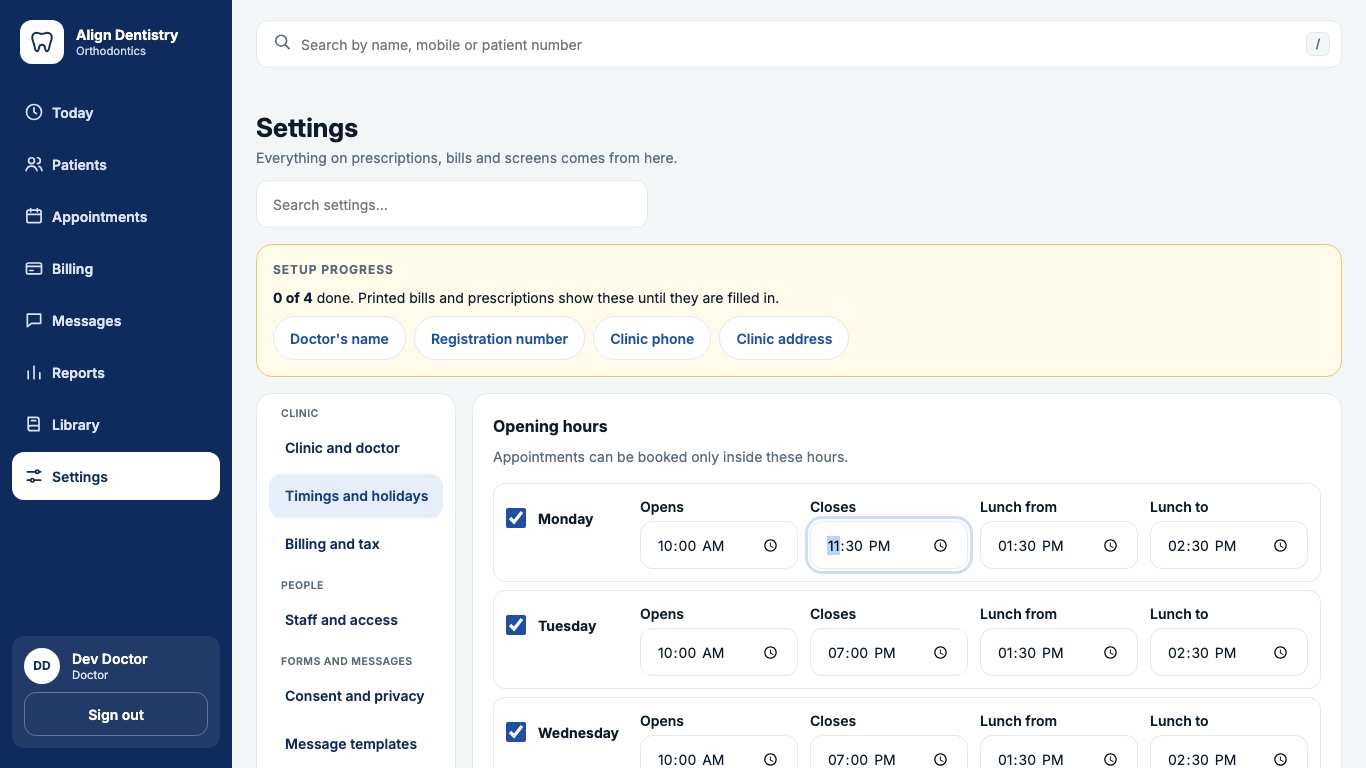 Align Dentistry
Orthodontics
Today
Patients
Appointments
Billing
Messages
Reports
Library
Settings
DD
Dev Doctor
Doctor
Sign out
Search by name, mobile or patient number
/
Settings
Everything on prescriptions, bills and screens comes from here.
Search settings...
SETUP PROGRESS
0 of 4 done. Printed bills and prescriptions show these until they are filled in.
Doctor's name
Registration number
Clinic phone
Clinic address
CLINIC
Clinic and doctor
Timings and holidays
Billing and tax
PEOPLE
Staff and access
FORMS AND MESSAGES
Consent and privacy
Message templates
Opening hours
Appointments can be booked only inside these hours.
Monday
Opens Closes Lunch from Lunch to
10:00 AM 11:30 PM 01:30 PM 02:30 PM
Tuesday
Opens Closes Lunch from Lunch to
10:00 AM 07:00 PM 01:30 PM 02:30 PM
Wednesday
Opens Closes Lunch from Lunch to
10:00 AM 07:00 PM 01:30 PM 02:30 PM